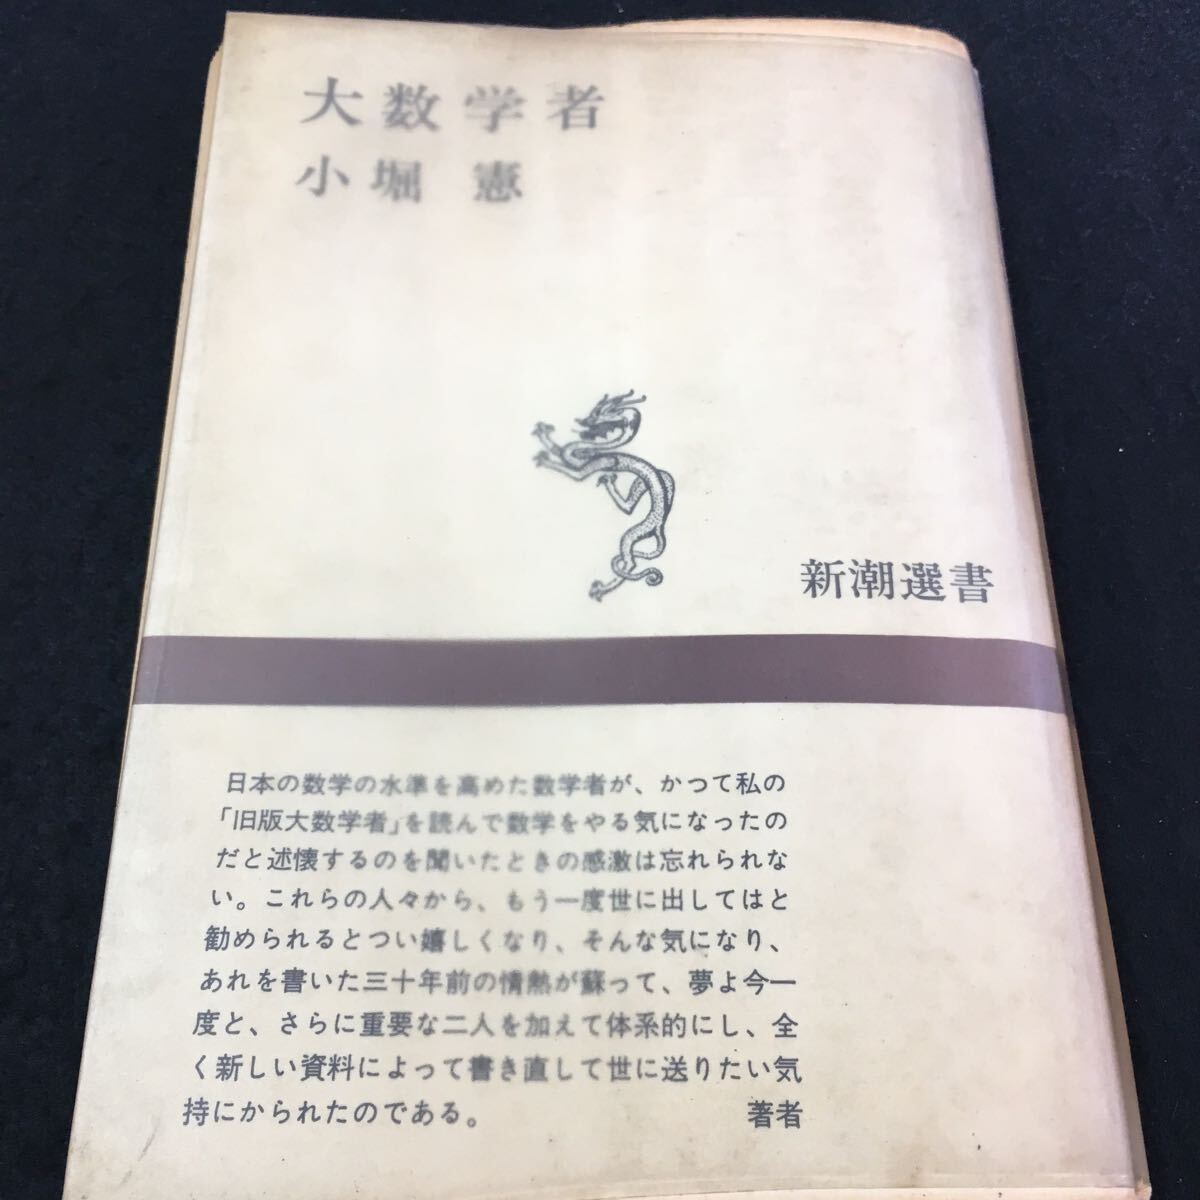 大数学者
小堀 憲
新潮選書
日本の数学の水準を高めた数学者が、かつて私の
「旧版大数学者」を読んで数学をやる気になったの
だと述懐するのを聞いたときの感激は忘れられな
い。これらの人々から、もう一度世に出してはと
勧められるとつい嬉しくなり、そんな気になり、
あれを書いた三十年前の情熱が蘇って、夢よ今一
度と、さらに重要な二人を加えて体系的にし、全
く新しい資料によって書き直して世に送りたい気
持にかられたのである。 著者